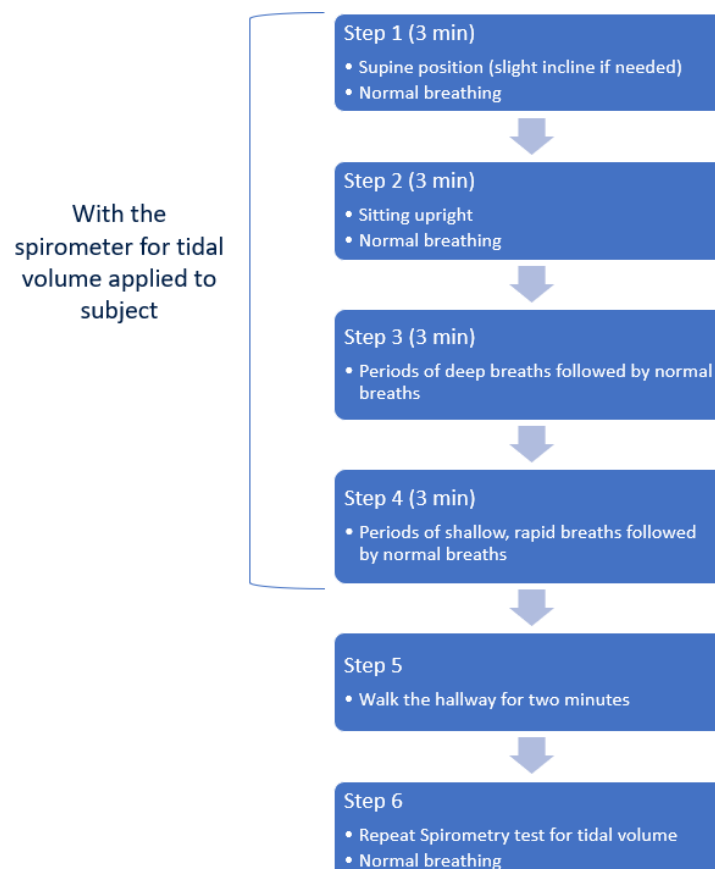 With the
spirometer for tidal
volume applied to
subject
Step 1 (3 min)
• Supine position (slight incline if needed)
• Normal breathing
Step 2 (3 min)
• Sitting upright
• Normal breathing
Step 3 (3 min)
• Periods of deep breaths followed by normal
breaths
Step 4 (3 min)
• Periods of shallow, rapid breaths followed
by normal breaths
Step 5
• Walk the hallway for two minutes
Step 6
• Repeat Spirometry test for tidal volume
• Normal breathing